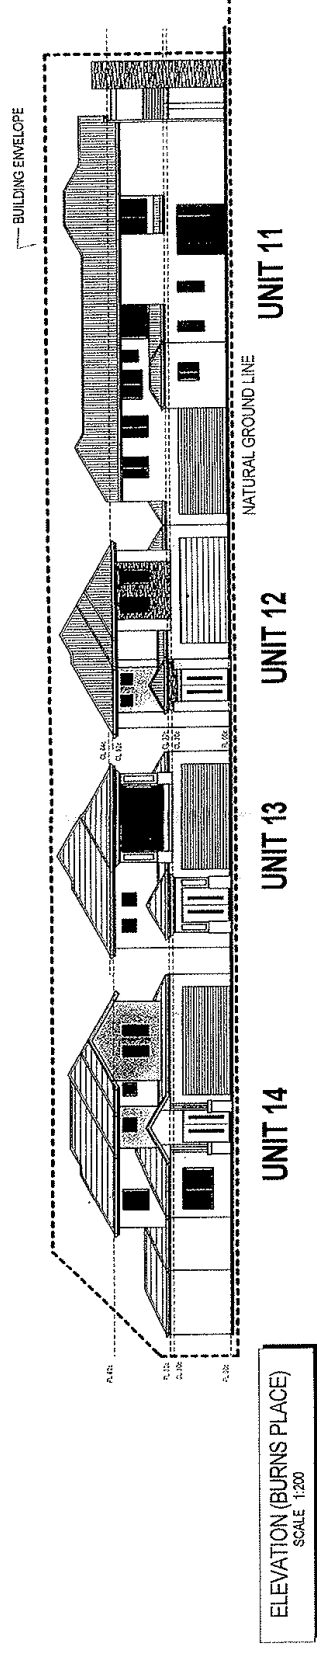 BUILDING ENVELOPE
NATURAL GROUND LINE
UNIT 14
UNIT 13
UNIT 12
UNIT 11
ELEVATION (BURNS PLACE)
SCALE 1:200